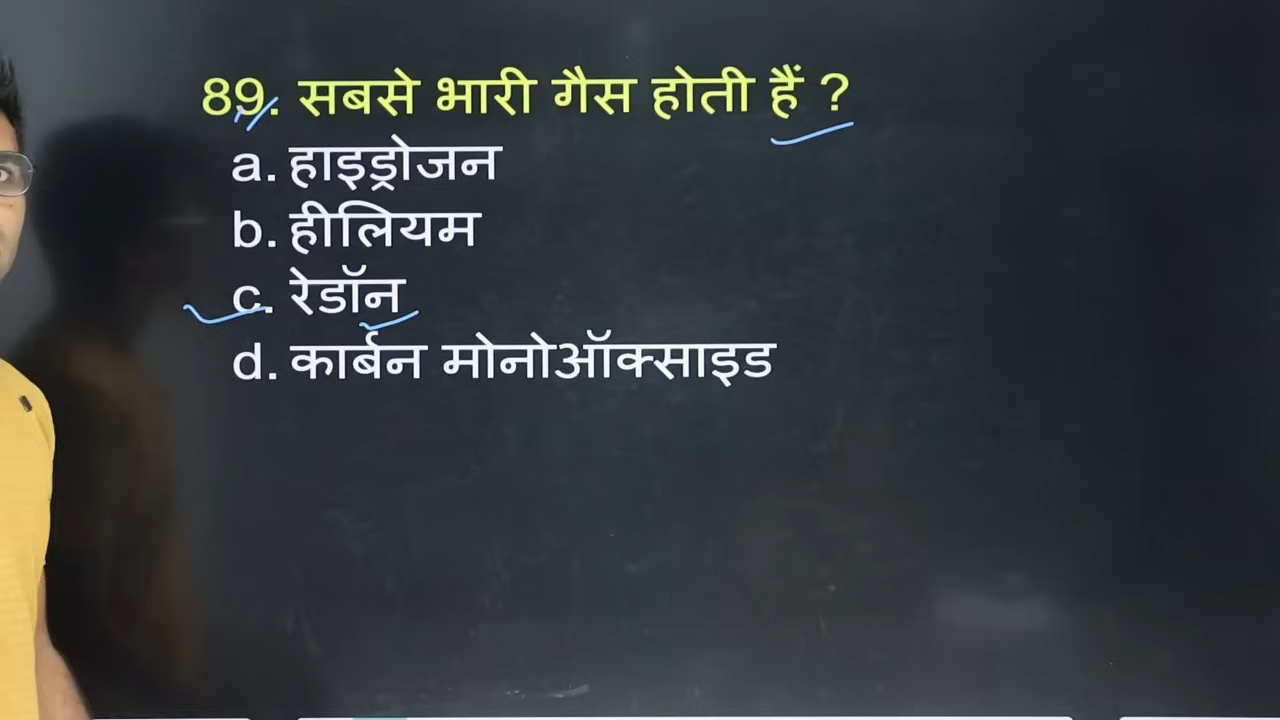 89. सबसे भारी गैस होती हैं ?
a. हाइड्रोजन
b. हीलियम
c. रेडॉन
d. कार्बन मोनोऑक्साइड